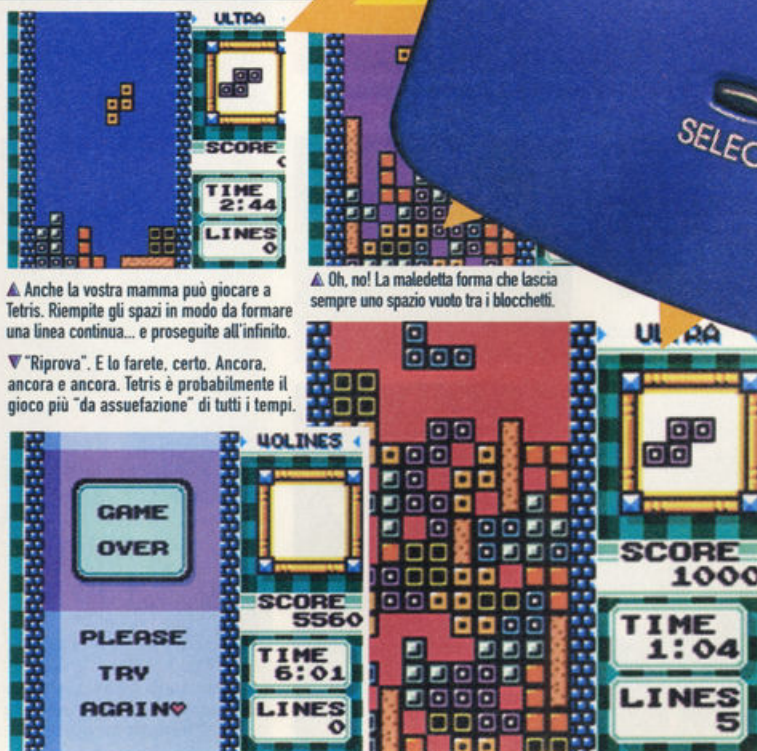 ULTRA
SCORE
TIME
2:44
LINES
0
SELEC
▲ Anche la vostra mamma può giocare a
Tetris. Riempite gli spazi in modo da formare
una linea continua... e proseguite all'infinito.
▲ Oh, no! La maledetta forma che lascia
sempre uno spazio vuoto tra i blocchetti.
▼ "Riprova". E lo farete, certo. Ancora,
ancora e ancora. Tetris è probabilmente il
gioco più "da assuefazione" di tutti i tempi.
40LINES
GAME
OVER
PLEASE
TRY
AGAIN♥
SCORE
5560
TIME
6:01
LINES
0
ULTRA
SCORE
1000
TIME
1:04
LINES
5